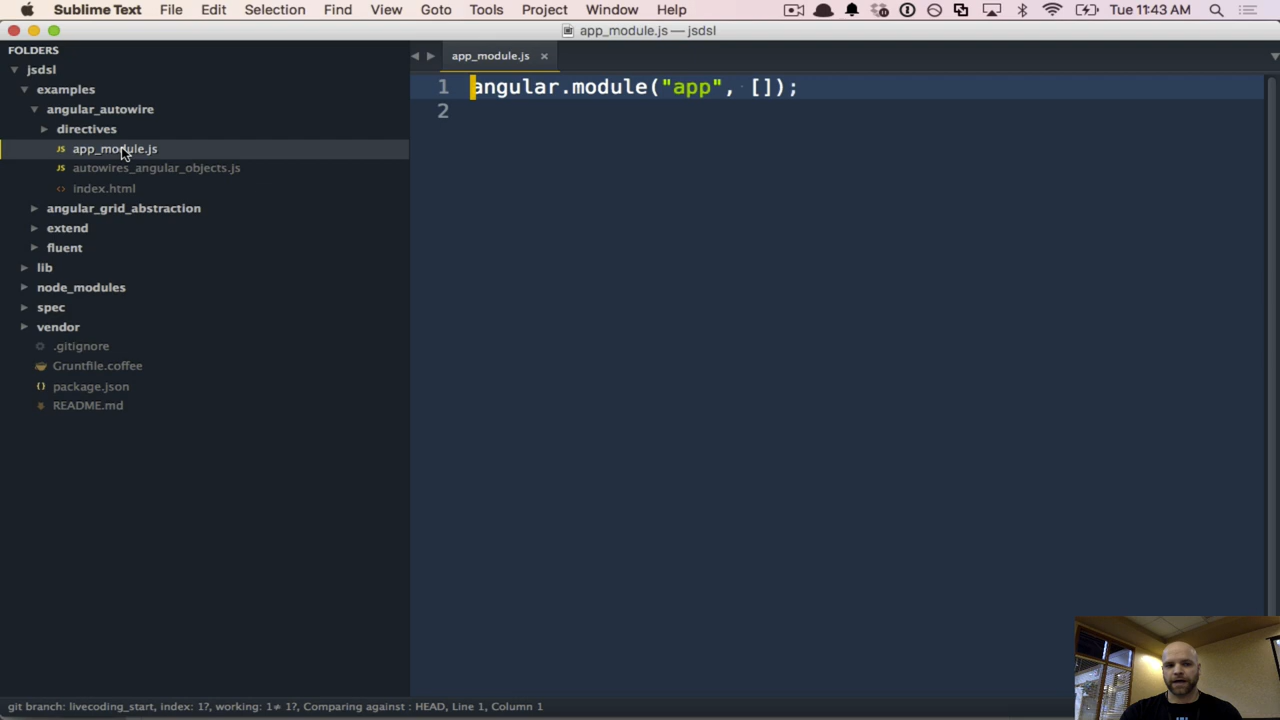 Sublime Text File Edit Selection Find View Goto Tools Project Window Help Tue 11:43 AM
app_module.js — jsdsl
FOLDERS
jsdsl
examples
angular_autowire
directives
app_module.js
autowires_angular_objects.js
index.html
angular_grid_abstraction
extend
fluent
lib
node_modules
spec
vendor
.gitignore
Gruntfile.coffee
package.json
README.md
app_module.js ×
1 angular.module("app", []);
2
git branch: livecoding_start, index: 1?, working: 1≠ 1?, Comparing against : HEAD, Line 1, Column 1